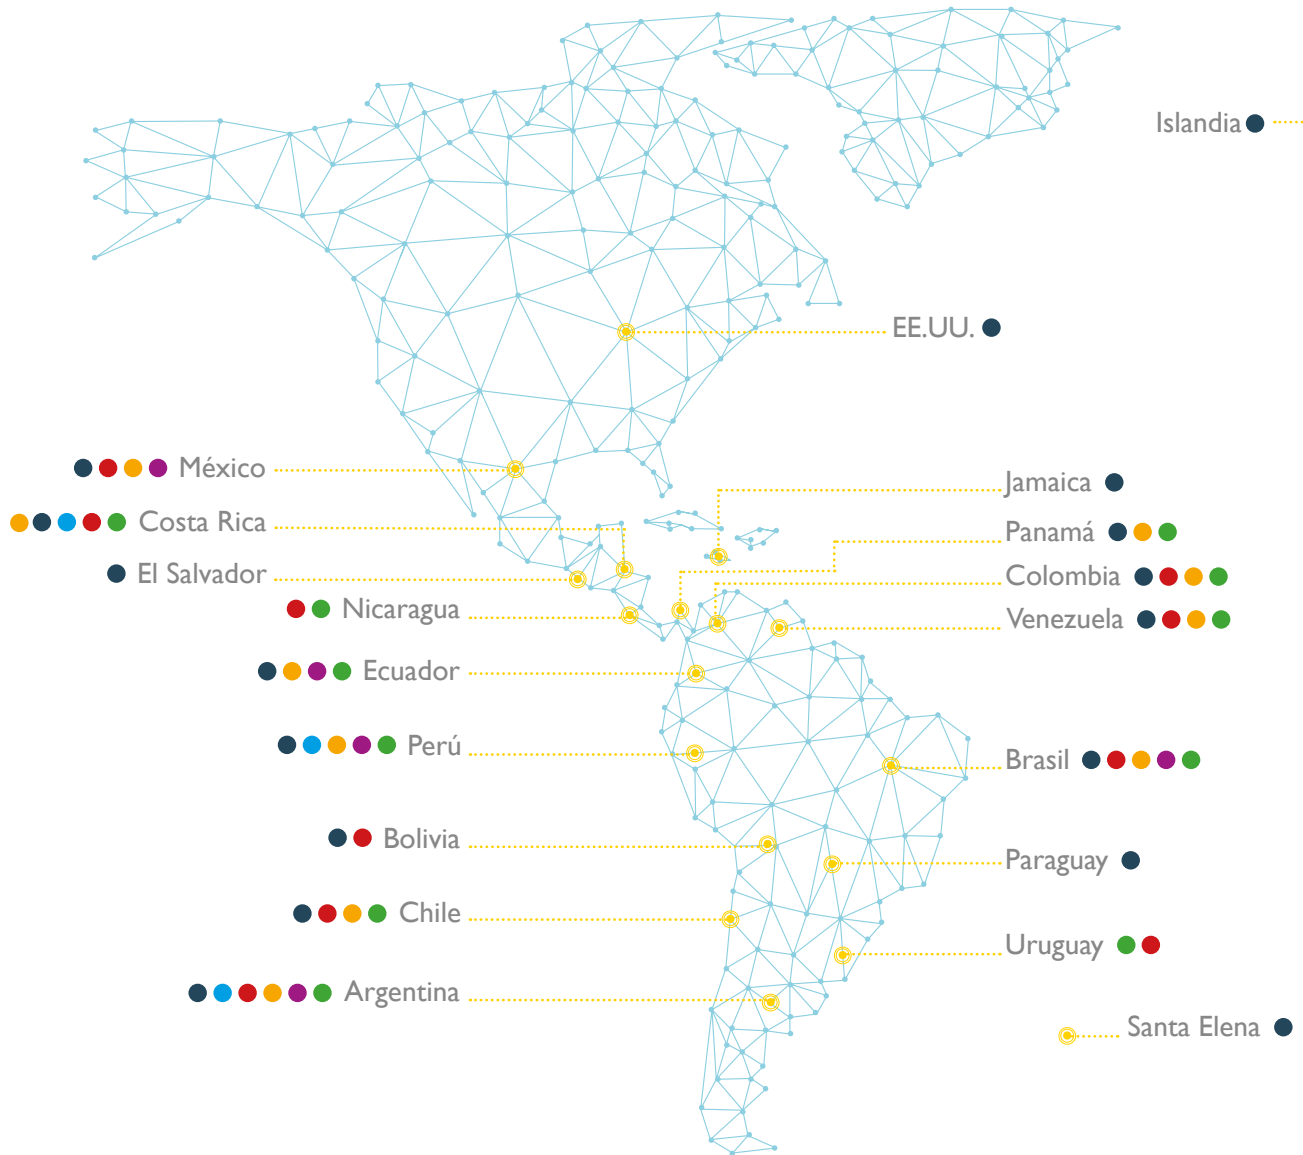 Islandia
EE.UU.
México
Jamaica
Costa Rica
Panamá
El Salvador
Colombia
Nicaragua
Venezuela
Ecuador
Perú
Brasil
Bolivia
Paraguay
Chile
Uruguay
Argentina
Santa Elena